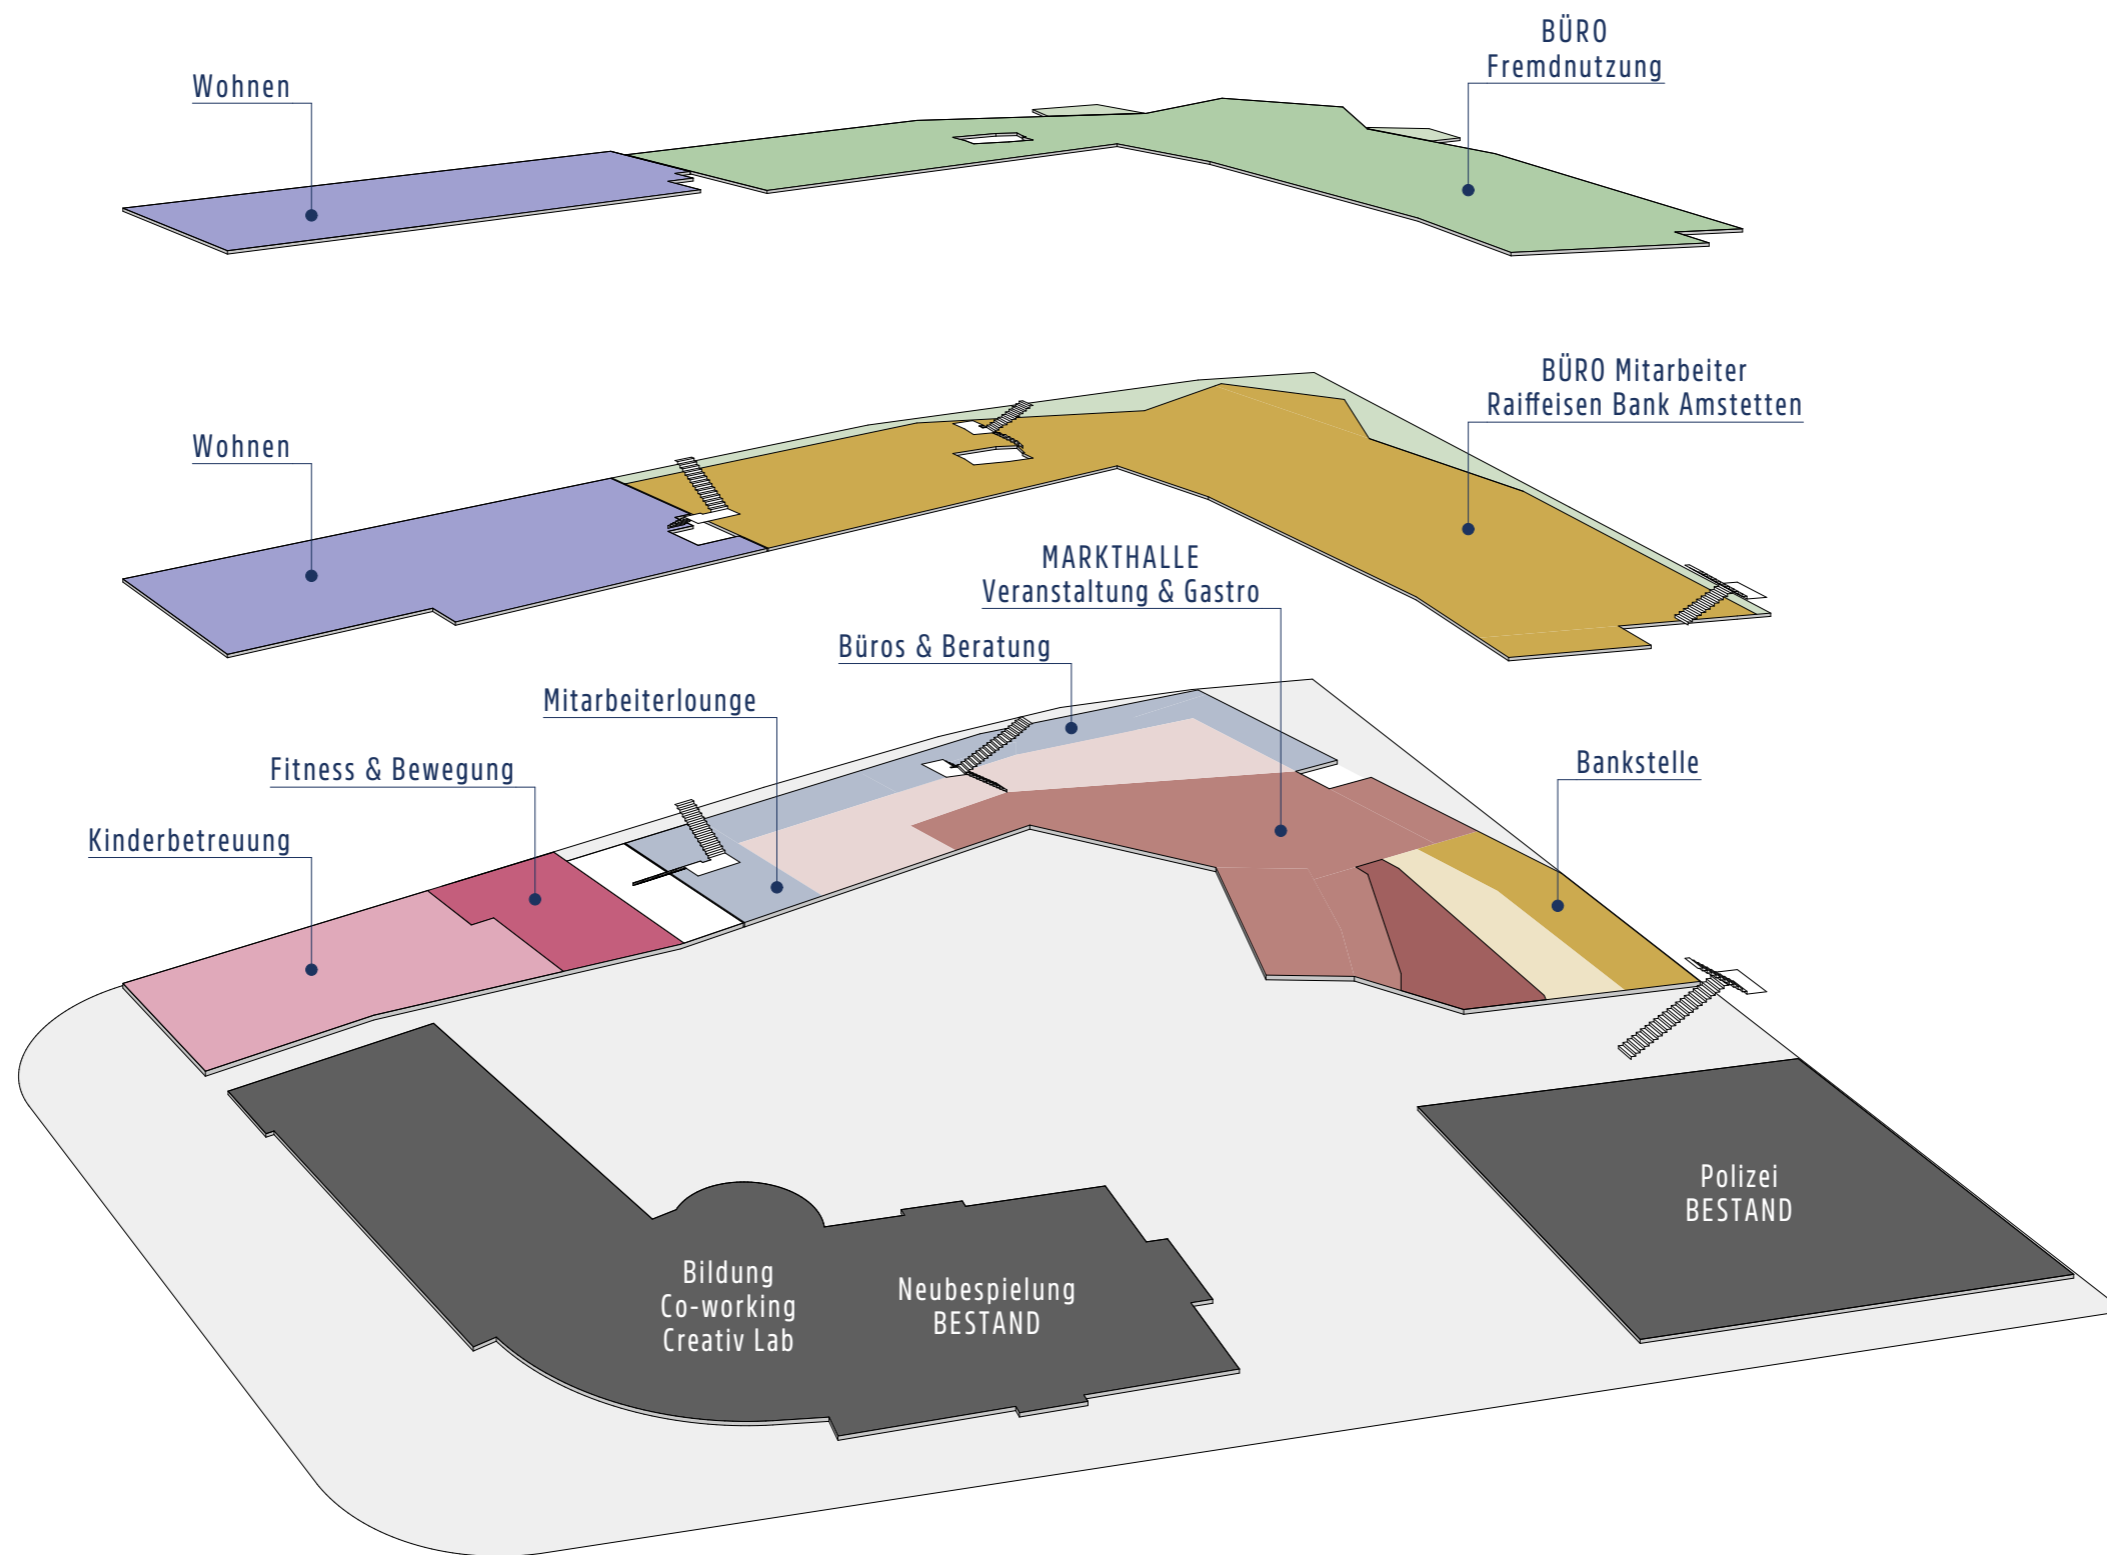 BÜRO
Fremdnutzung
Wohnen
BÜRO Mitarbeiter
Raiffeisen Bank Amstetten
Wohnen
MARKTHALLE
Veranstaltung & Gastro
Büros & Beratung
Mitarbeiterlounge
Fitness & Bewegung
Bankstelle
Kinderbetreuung
Polizei
BESTAND
Bildung
Co-working
Creativ Lab
Neubespielung
BESTAND